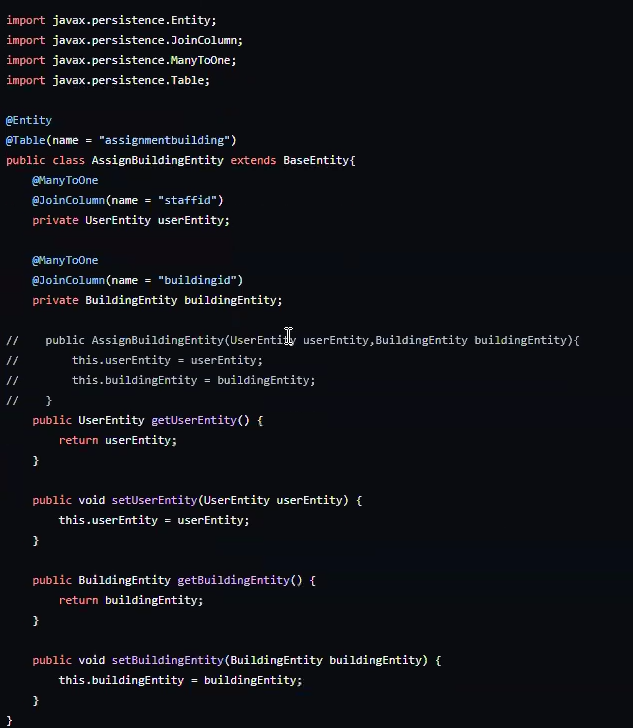 import javax.persistence.Entity;
import javax.persistence.JoinColumn;
import javax.persistence.ManyToOne;
import javax.persistence.Table;
@Entity
@Table(name = "assignmentbuilding")
public class AssignBuildingEntity extends BaseEntity{
@ManyToOne
@JoinColumn(name = "staffid")
private UserEntity userEntity;
@ManyToOne
@JoinColumn(name = "buildingid")
private BuildingEntity buildingEntity;
//    public AssignBuildingEntity(UserEntity userEntity,BuildingEntity buildingEntity){
//        this.userEntity = userEntity;
//        this.buildingEntity = buildingEntity;
//    }
public UserEntity getUserEntity() {
return userEntity;
}
public void setUserEntity(UserEntity userEntity) {
this.userEntity = userEntity;
}
public BuildingEntity getBuildingEntity() {
return buildingEntity;
}
public void setBuildingEntity(BuildingEntity buildingEntity) {
this.buildingEntity = buildingEntity;
}
}